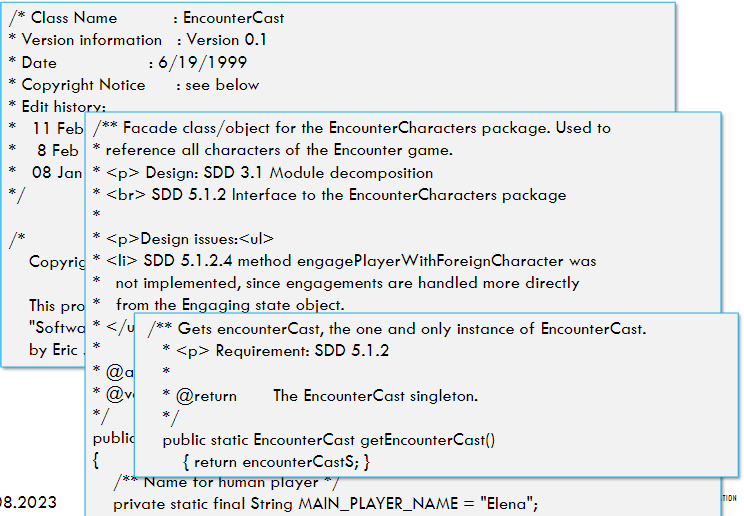 /* Class Name : EncounterCast
* Version information : Version 0.1
* Date : 6/19/1999
* Copyright Notice : see below
* Edit history:
* 11 Feb
* 8 Feb
* 08 Jan
*/
/*
Copyrig
This pro
"Softwa
by Eric
/** Facade class/object for the EncounterCharacters package. Used to
* reference all characters of the Encounter game.
* <p> Design: SDD 3.1 Module decomposition
* <br> SDD 5.1.2 Interface to the EncounterCharacters package
*
* <p>Design issues:<ul>
* <li> SDD 5.1.2.4 method engagePlayerWithForeignCharacter was
* not implemented, since engagements are handled more directly
* from the Engaging state object.
* </u
*
* @a
* @v
*/
public
{
/** Name for human player */
private static final String MAIN_PLAYER_NAME = "Elena";
/** Gets encounterCast, the one and only instance of EncounterCast.
* <p> Requirement: SDD 5.1.2
*
* @return The EncounterCast singleton.
*/
public static EncounterCast getEncounterCast()
{ return encounterCastS; }
08.2023
TION